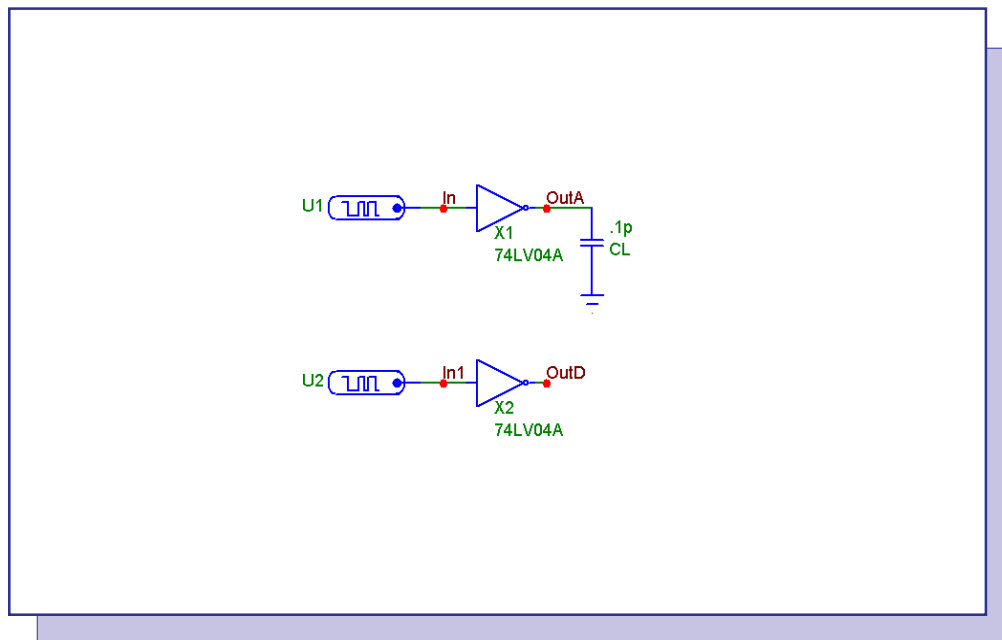 U1
In
OutA
X1
74LV04A
.1p
CL
U2
In1
OutD
X2
74LV04A